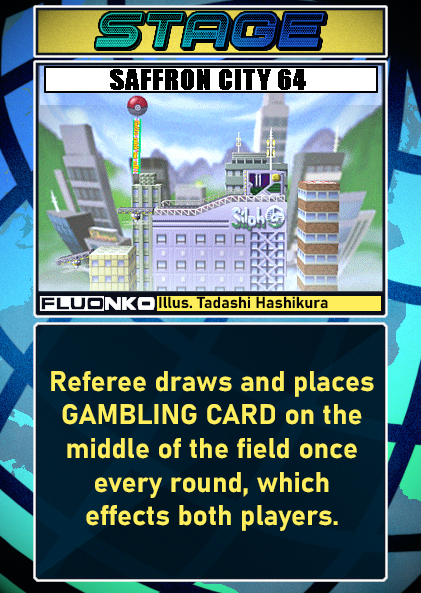 STAGE
SAFFRON CITY 64
Silph
FLUONKO Illus. Tadashi Hashikura
Referee draws and places
GAMBLING CARD on the
middle of the field once
every round, which
effects both players.